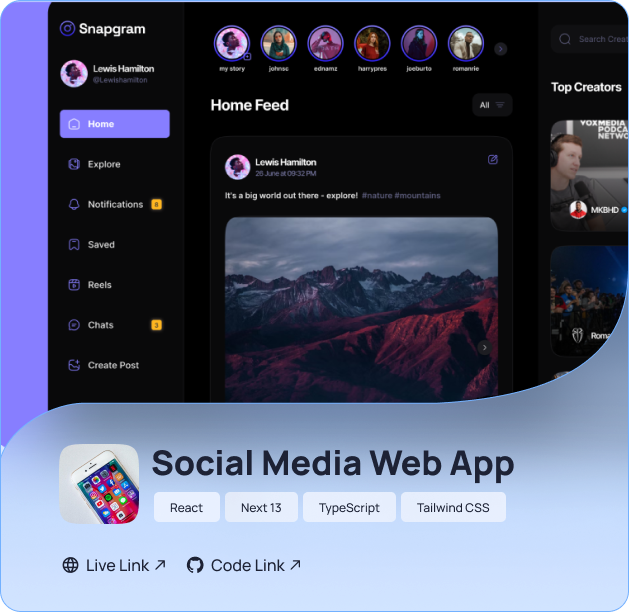 Snapgram
Lewis Hamilton
@Lewishamilton
Home
Explore
Notifications 8
Saved
Reels
Chats 3
Create Post
my story johnsc ednamz harrypres joeburto romanrie
Home Feed
All
Lewis Hamilton
26 June at 09:32 PM
It's a big world out there - explore! #nature #mountains
Search Creat
Top Creators
VOXMEDIA
PODCA
NETWO
MKBHD
Roma
Social Media Web App
React Next 13 TypeScript Tailwind CSS
Live Link ↗ Code Link ↗